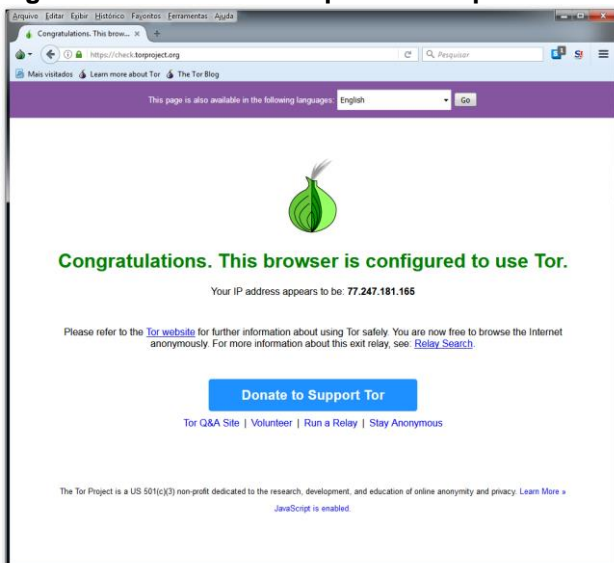 Arquivo Editar Exibir Histórico Favoritos Ferramentas Ajuda
Congratulations. This brow... × +
https://check.torproject.org
Pesquisar
Mais visitados Learn more about Tor The Tor Blog
This page is also available in the following languages: English Go
Congratulations. This browser is configured to use Tor.
Your IP address appears to be: 77.247.181.165
Please refer to the Tor website for further information about using Tor safely. You are now free to browse the Internet
anonymously. For more information about this exit relay, see: Relay Search.
Donate to Support Tor
Tor Q&A Site | Volunteer | Run a Relay | Stay Anonymous
The Tor Project is a US 501(c)(3) non-profit dedicated to the research, development, and education of online anonymity and privacy. Learn More »
JavaScript is enabled.